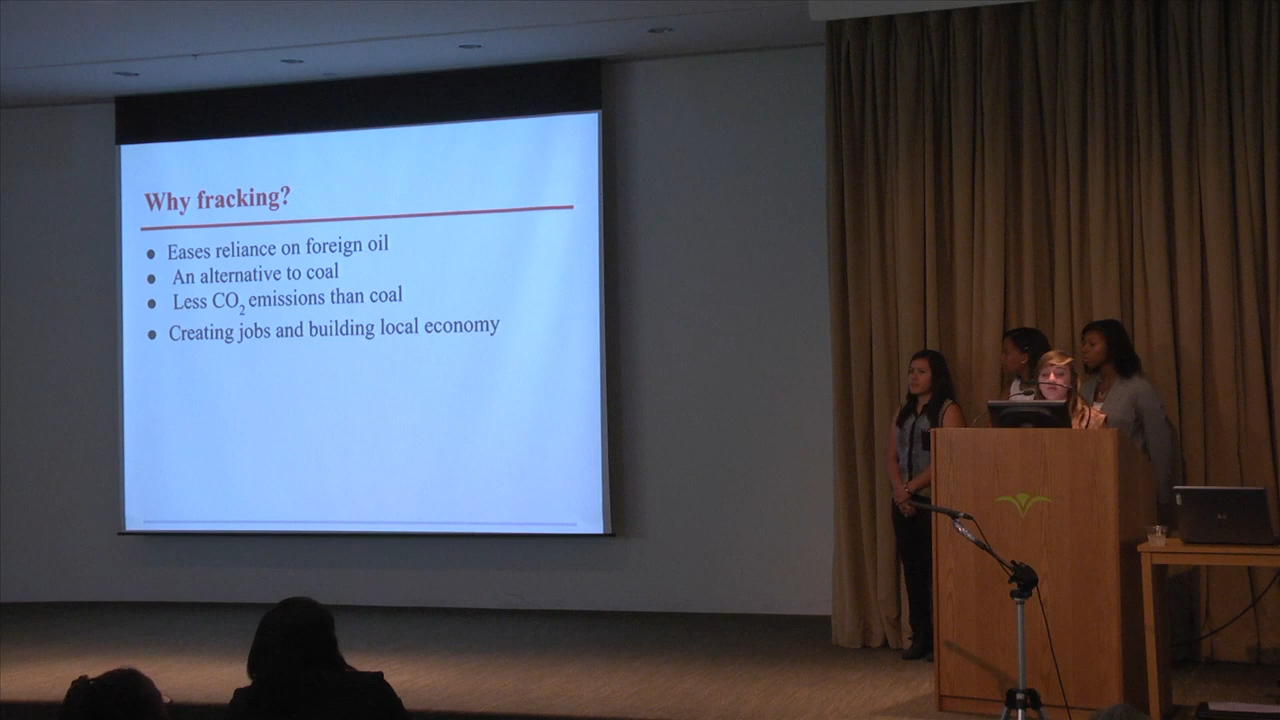 Why fracking?
Eases reliance on foreign oil
An alternative to coal
Less CO2 emissions than coal
Creating jobs and building local economy